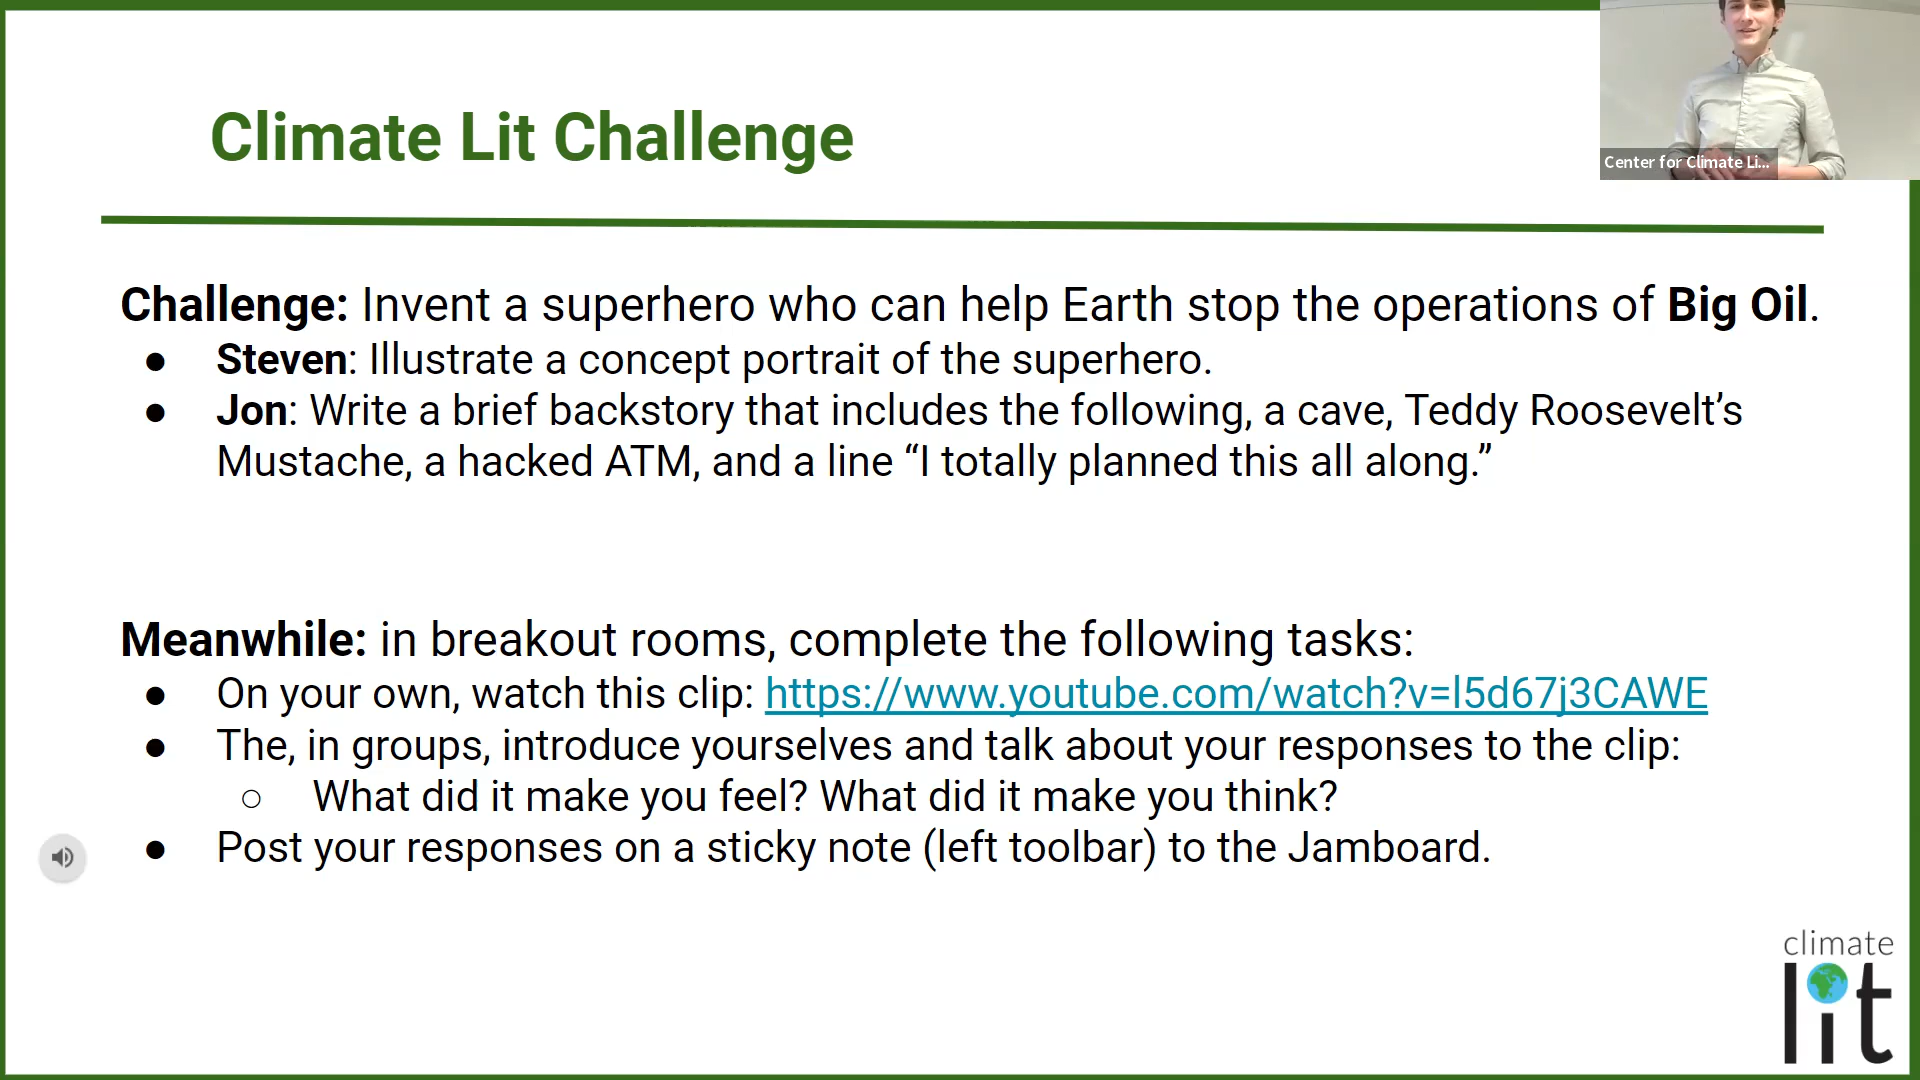 Center for Climate Li...
Climate Lit Challenge
Challenge: Invent a superhero who can help Earth stop the operations of Big Oil.
● Steven: Illustrate a concept portrait of the superhero.
● Jon: Write a brief backstory that includes the following, a cave, Teddy Roosevelt’s
Mustache, a hacked ATM, and a line “I totally planned this all along.”
Meanwhile: in breakout rooms, complete the following tasks:
● On your own, watch this clip: https://www.youtube.com/watch?v=l5d67j3CAWE
● The, in groups, introduce yourselves and talk about your responses to the clip:
○ What did it make you feel? What did it make you think?
● Post your responses on a sticky note (left toolbar) to the Jamboard.
climate
lit